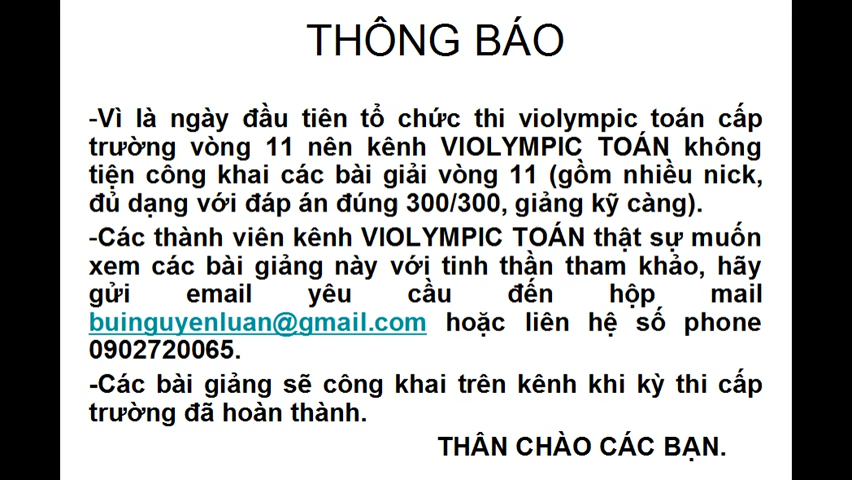 THÔNG BÁO
-Vì là ngày đầu tiên tổ chức thi violympic toán cấp
trường vòng 11 nên kênh VIOLYMPIC TOÁN không
tiện công khai các bài giải vòng 11 (gồm nhiều nick,
đủ dạng với đáp án đúng 300/300, giảng kỹ càng).
-Các thành viên kênh VIOLYMPIC TOÁN thật sự muốn
xem các bài giảng này với tinh thần tham khảo, hãy
gửi email yêu cầu đến hộp mail
buinguyenluan@gmail.com hoặc liên hệ số phone
0902720065.
-Các bài giảng sẽ công khai trên kênh khi kỳ thi cấp
trường đã hoàn thành.
THÂN CHÀO CÁC BẠN.